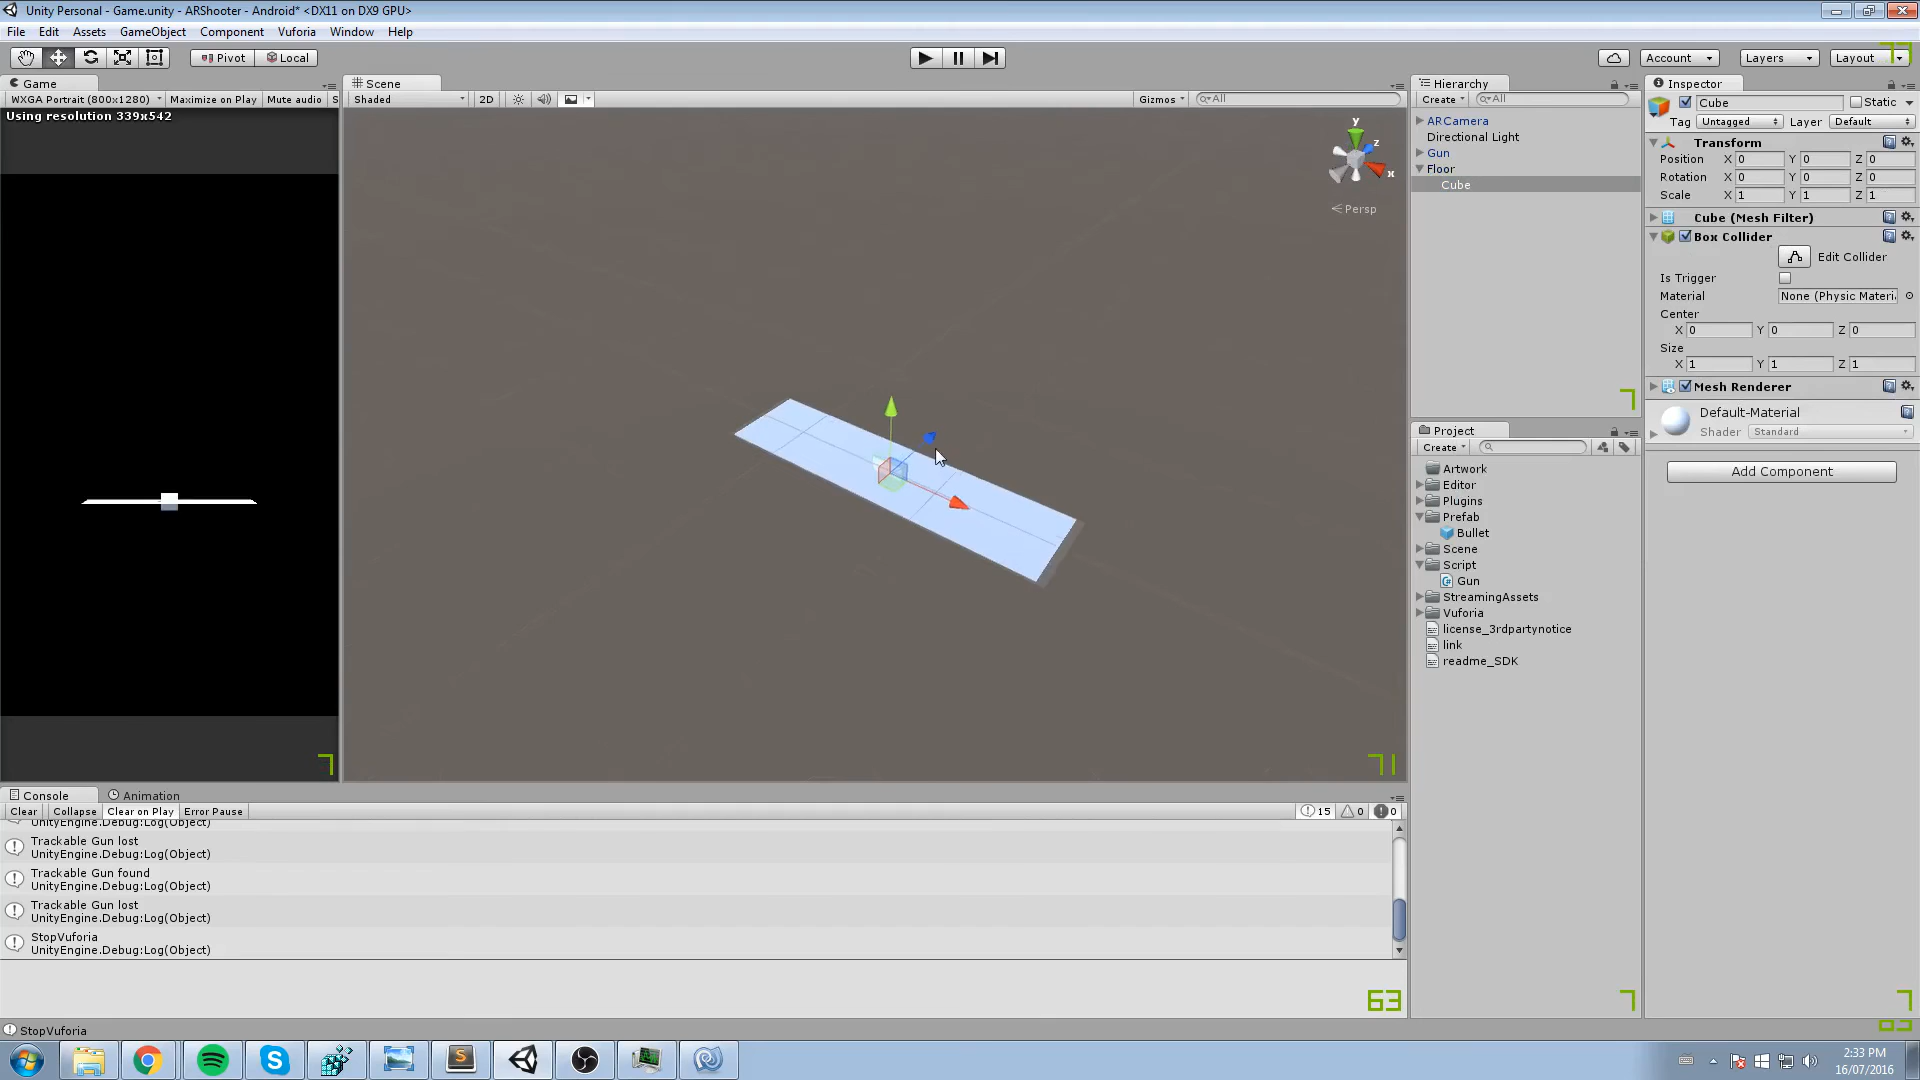 Unity Personal - Game.unity - ARShooter - Android* <DX11 on DX9 GPU>
File Edit Assets GameObject Component Vuforia Window Help
Pivot Local Account Layers Layout
Game
WXGA Portrait (800x1280) Maximize on Play Mute audio S
Using resolution 339x542
Scene
Shaded 2D Gizmos All
y
z
x
Persp
Hierarchy
Create All
ARCamera
Directional Light
Gun
Floor
Cube
Project
Create
Artwork
Editor
Plugins
Prefab
Bullet
Scene
Script
Gun
StreamingAssets
Vuforia
license_3rdpartynotice
link
readme_SDK
Inspector
Cube Static
Tag Untagged Layer Default
Transform
Position X 0 Y 0 Z 0
Rotation X 0 Y 0 Z 0
Scale X 1 Y 1 Z 1
Cube (Mesh Filter)
Box Collider
Edit Collider
Is Trigger
Material None (Physic Materi
Center
X 0 Y 0 Z 0
Size
X 1 Y 1 Z 1
Mesh Renderer
Default-Material
Shader Standard
Add Component
Console Animation
Clear Collapse Clear on Play Error Pause 15 0 0
UnityEngine.Debug:Log(Object)
Trackable Gun lost
UnityEngine.Debug:Log(Object)
Trackable Gun found
UnityEngine.Debug:Log(Object)
Trackable Gun lost
UnityEngine.Debug:Log(Object)
StopVuforia
UnityEngine.Debug:Log(Object)
63
StopVuforia
2:33 PM
16/07/2016